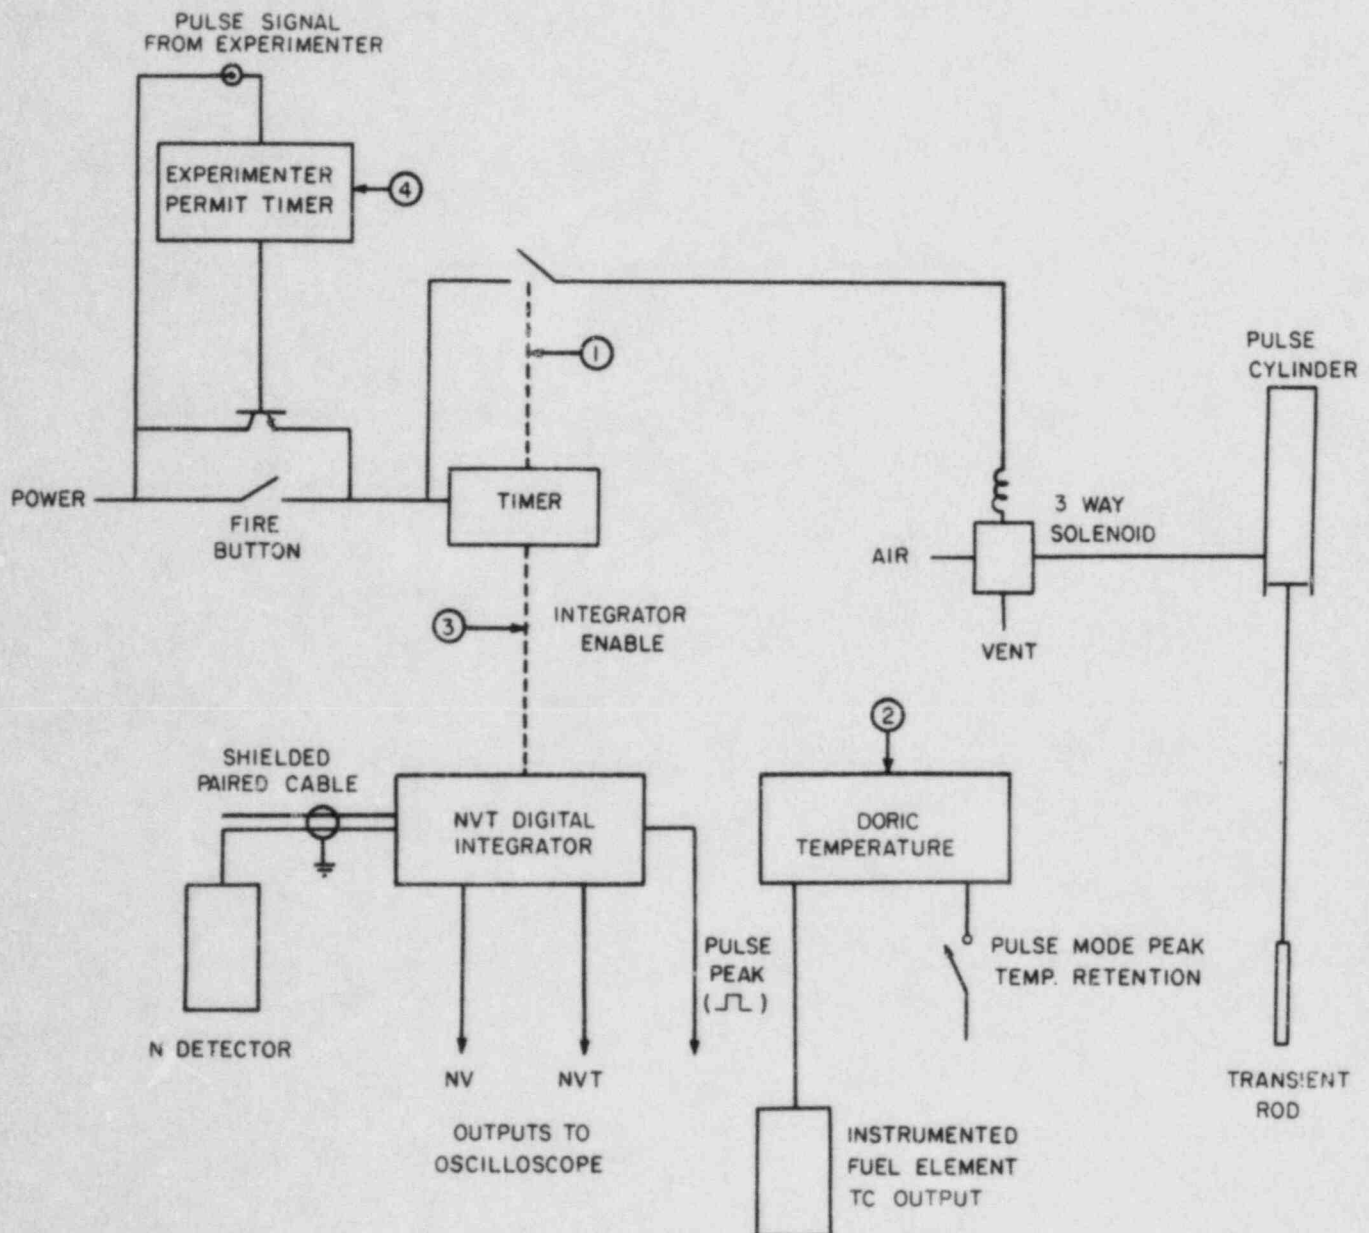 PULSE SIGNAL
FROM EXPERIMENTER
EXPERIMENTER
PERMIT TIMER
4
1
PULSE
CYLINDER
POWER
FIRE
BUTTON
TIMER
3 WAY
SOLENOID
AIR
VENT
3
INTEGRATOR
ENABLE
2
SHIELDED
PAIRED CABLE
NVT DIGITAL
INTEGRATOR
DORIC
TEMPERATURE
PULSE
PEAK
( )
PULSE MODE PEAK
TEMP. RETENTION
N DETECTOR
NV
NVT
OUTPUTS TO
OSCILLOSCOPE
TRANSIENT
ROD
INSTRUMENTED
FUEL ELEMENT
TC OUTPUT